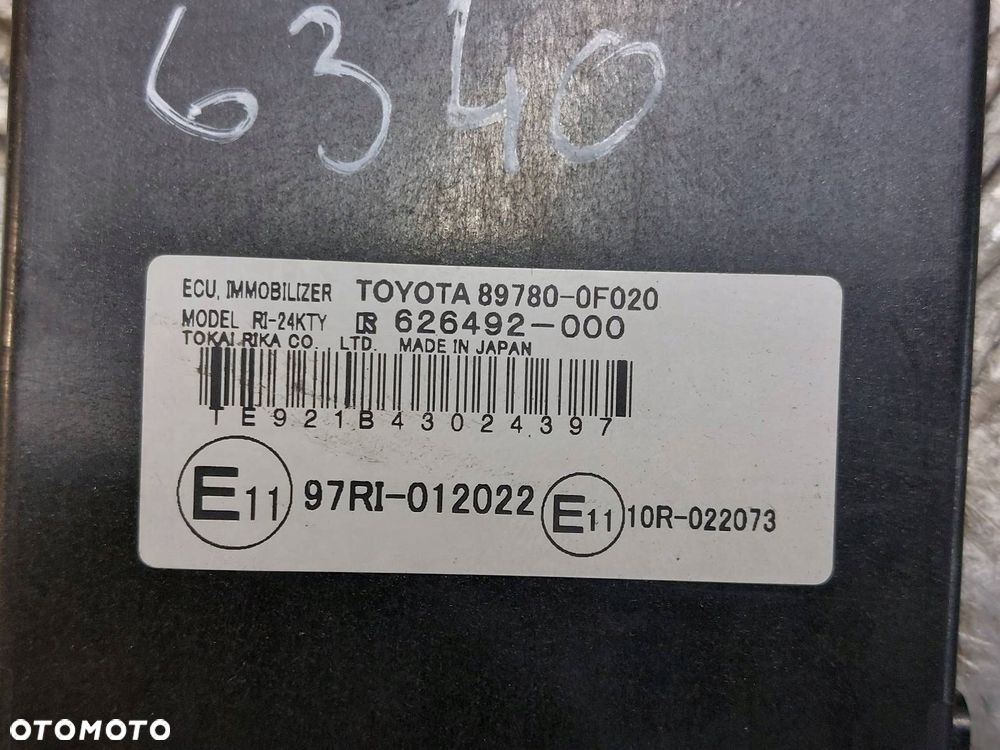 6340
ECU, IMMOBILIZER TOYOTA 89780-0F020
MODEL RI-24KTY 626492-000
TOKAI RIKA CO. LTD. MADE IN JAPAN
TE921B43024397
E11 97RI-012022 E11 10R-022073
OTOMOTO